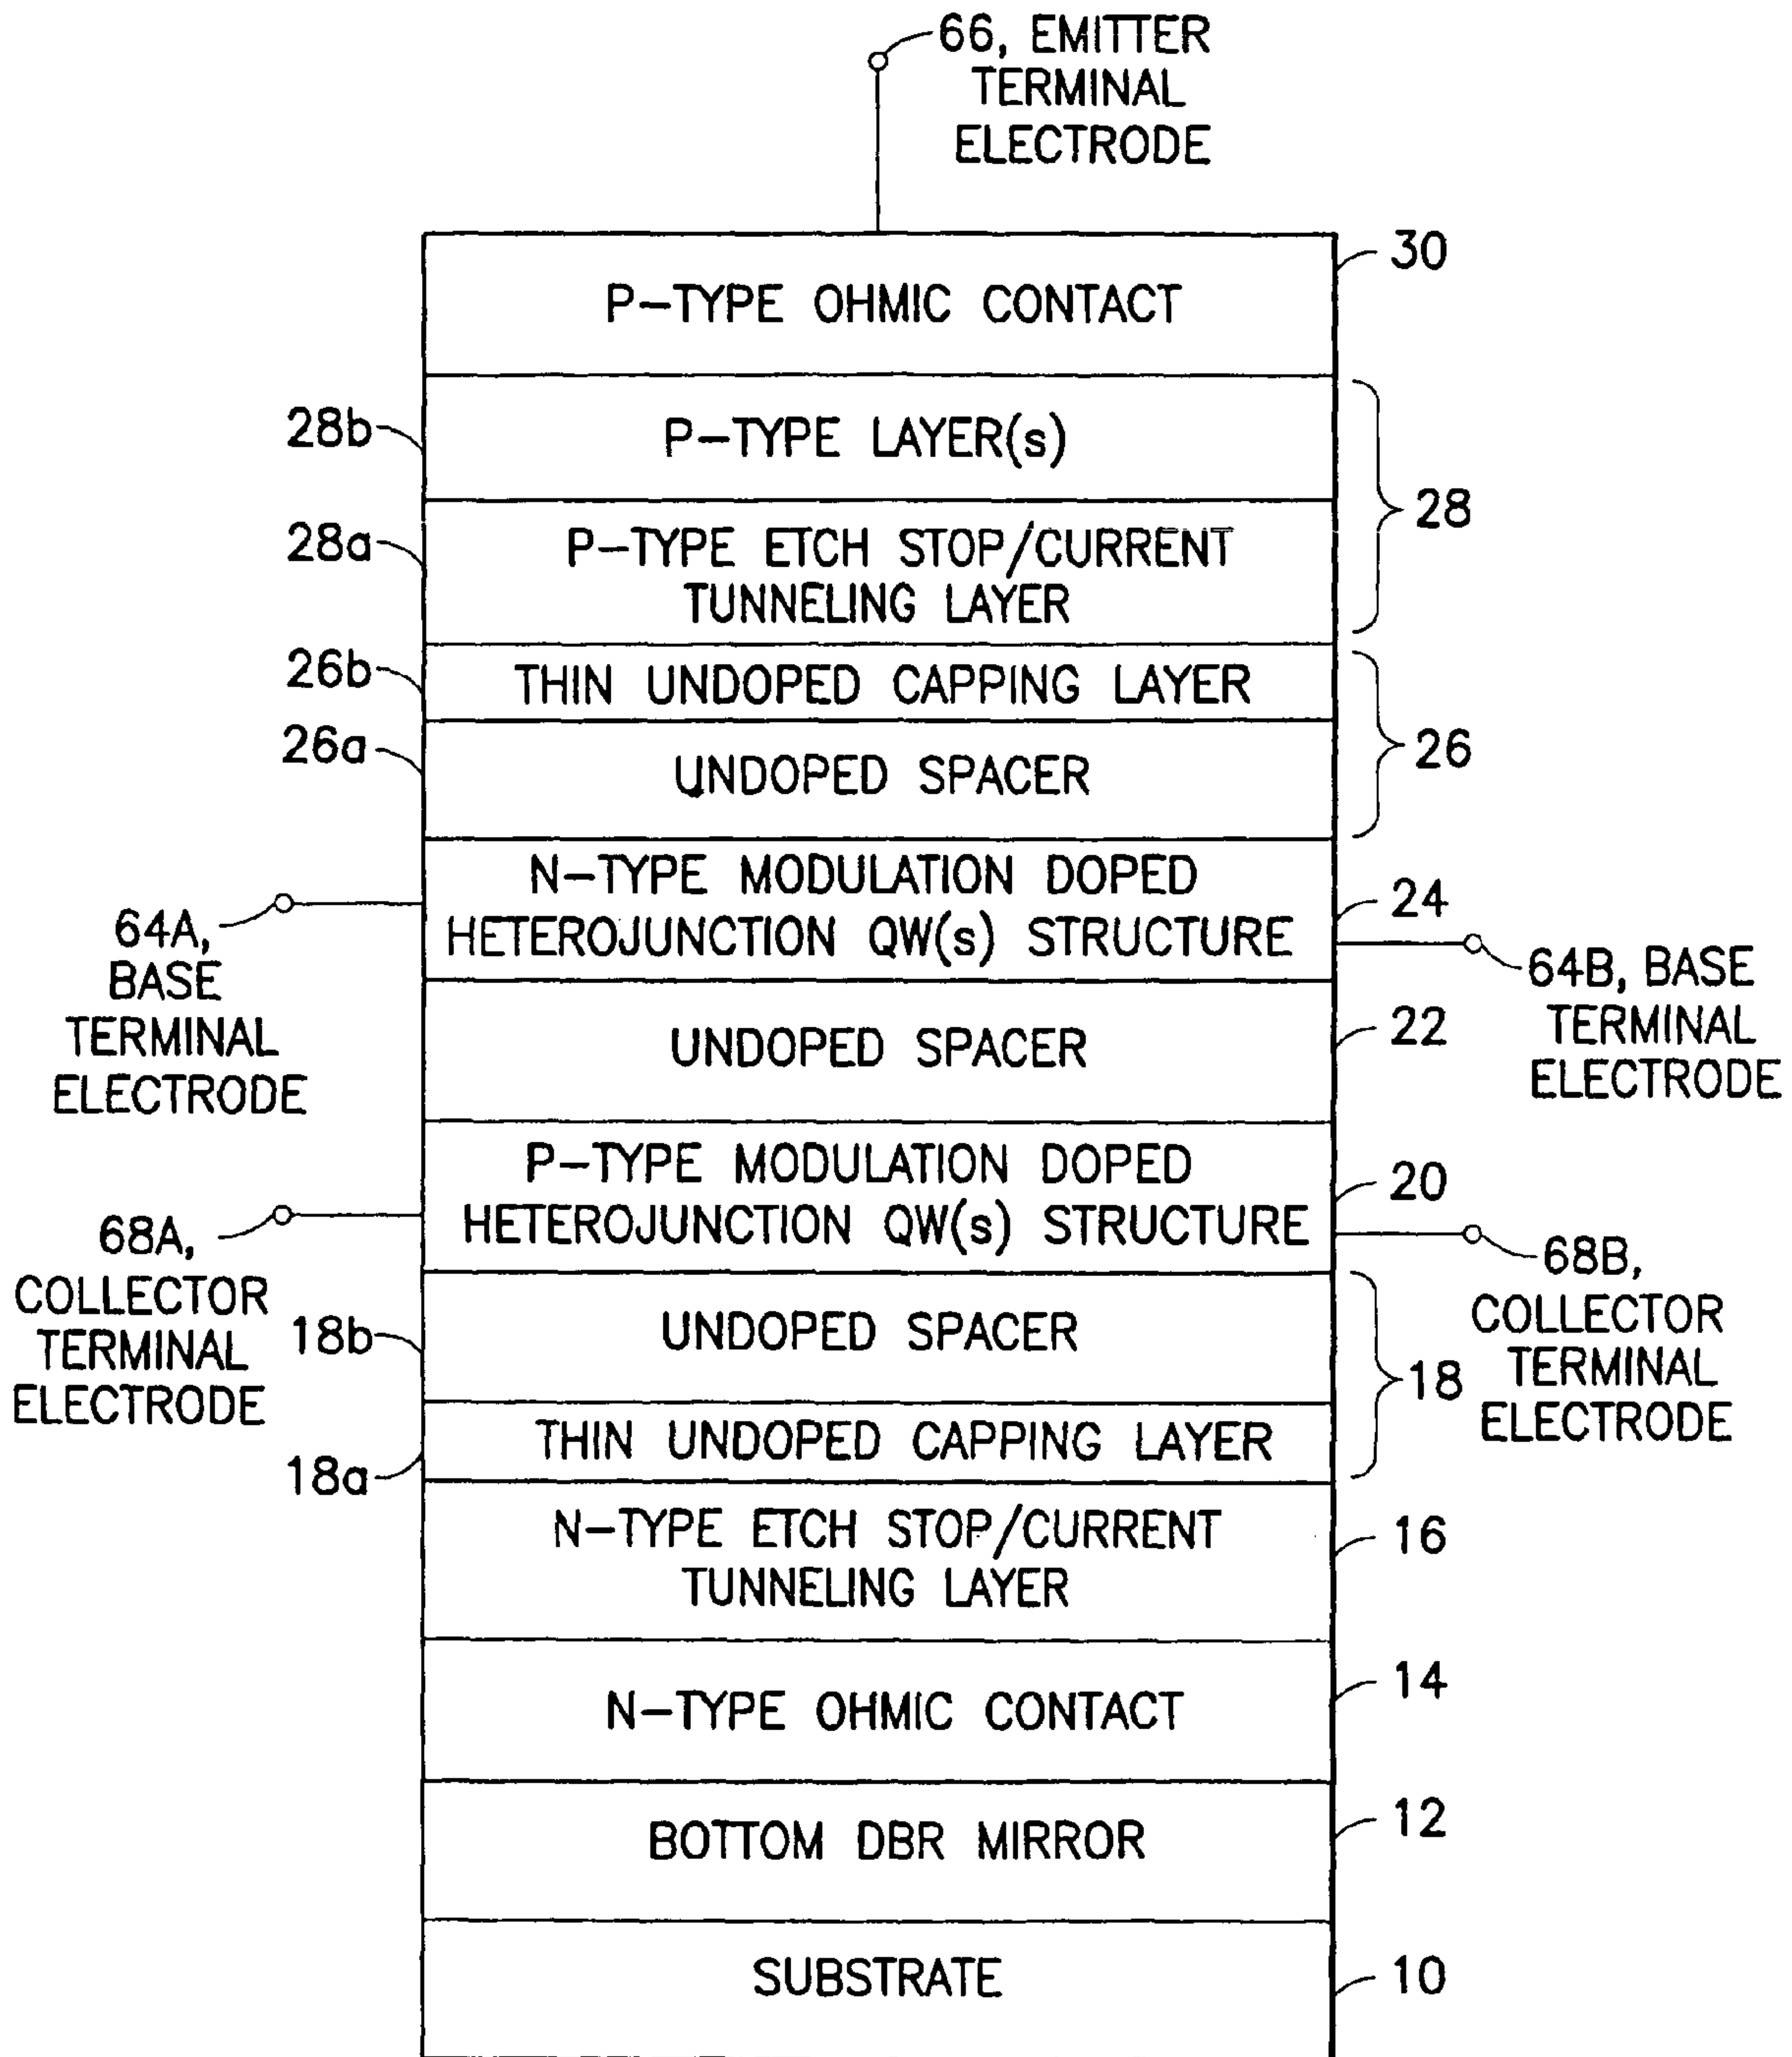 66, EMITTER
TERMINAL
ELECTRODE
30
P-TYPE OHMIC CONTACT
28b
P-TYPE LAYER(s)
28
28a
P-TYPE ETCH STOP/CURRENT
TUNNELING LAYER
26b
THIN UNDOPED CAPPING LAYER
26
26a
UNDOPED SPACER
N-TYPE MODULATION DOPED
HETEROJUNCTION QW(s) STRUCTURE
24
64A,
BASE
TERMINAL
ELECTRODE
64B, BASE
TERMINAL
ELECTRODE
22
UNDOPED SPACER
P-TYPE MODULATION DOPED
HETEROJUNCTION QW(s) STRUCTURE
20
68A,
COLLECTOR
TERMINAL
ELECTRODE
68B,
COLLECTOR
TERMINAL
ELECTRODE
18b
UNDOPED SPACER
18
18a
THIN UNDOPED CAPPING LAYER
N-TYPE ETCH STOP/CURRENT
TUNNELING LAYER
16
N-TYPE OHMIC CONTACT
14
BOTTOM DBR MIRROR
12
SUBSTRATE
10